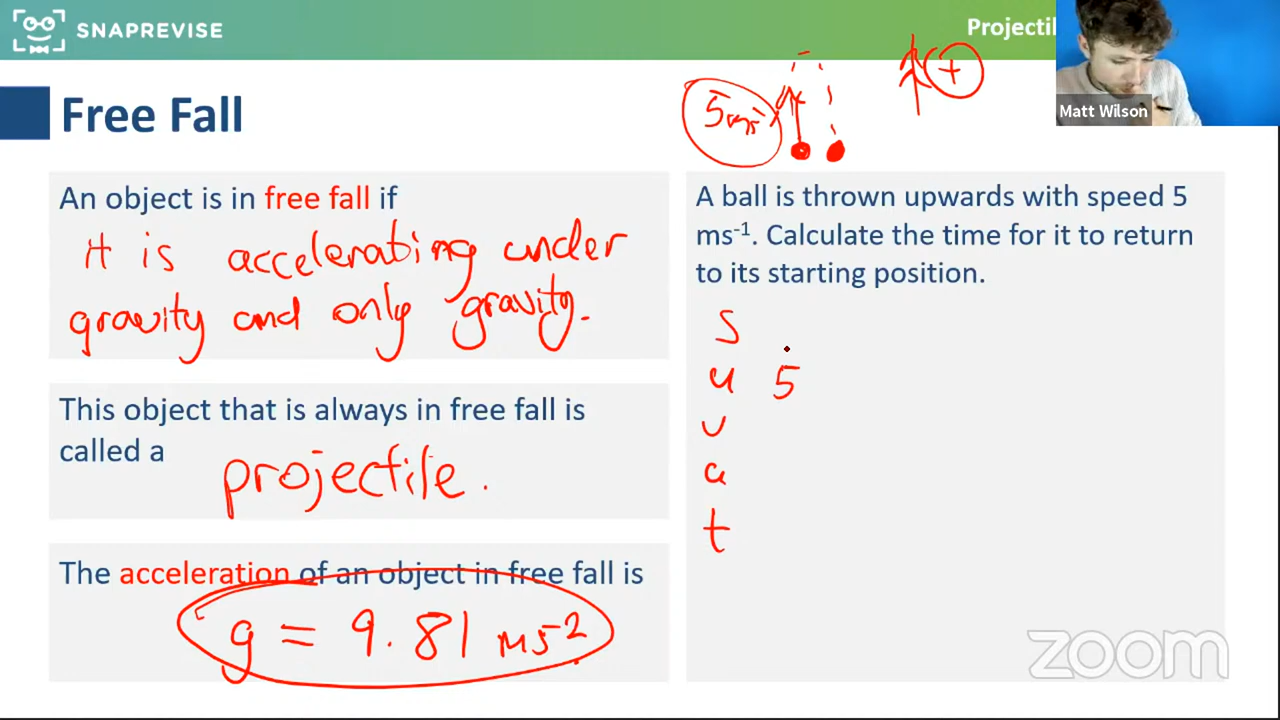 SNAPREVISE
Projectil
Matt Wilson
Free Fall
5ms⁻¹
+
An object is in free fall if
it is accelerating under
gravity and only gravity.
This object that is always in free fall is
called a
projectile.
The acceleration of an object in free fall is
g = 9.81 ms⁻²
A ball is thrown upwards with speed 5
ms⁻¹. Calculate the time for it to return
to its starting position.
s
u 5
v
a
t
zoom